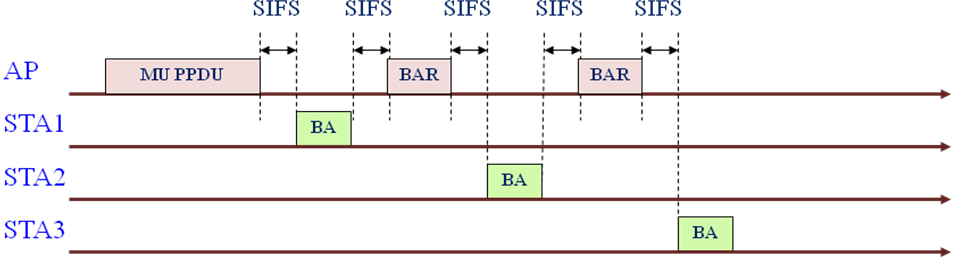 SIFS SIFS SIFS SIFS SIFS
AP MU PPDU BAR BAR
STA1 BA
STA2 BA
STA3 BA